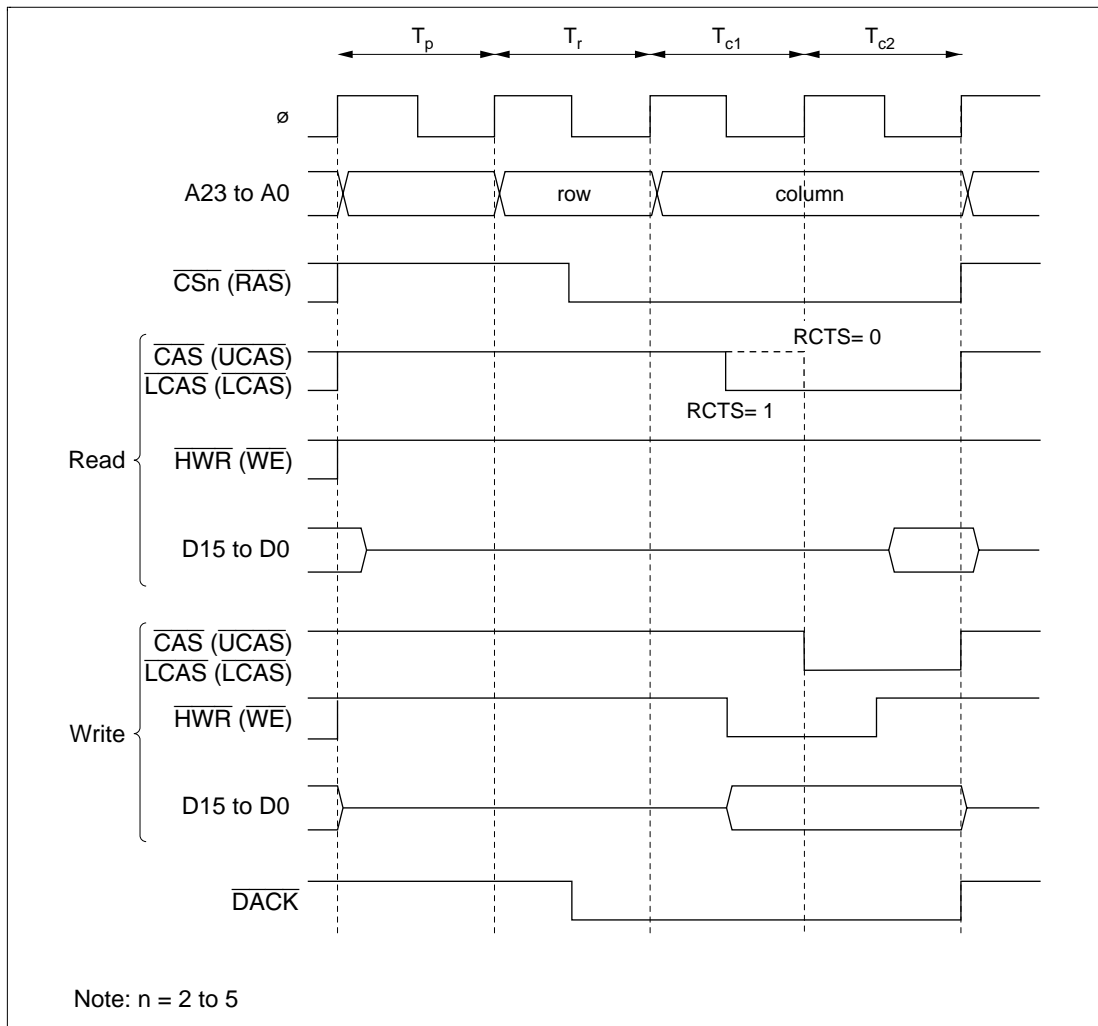 Tp Tr Tc1 Tc2
ø
A23 to A0 row column
CSn (RAS)
RCTS= 0
CAS (UCAS)
LCAS (LCAS)
RCTS= 1
Read
HWR (WE)
D15 to D0
CAS (UCAS)
LCAS (LCAS)
HWR (WE)
Write
D15 to D0
DACK
Note: n = 2 to 5